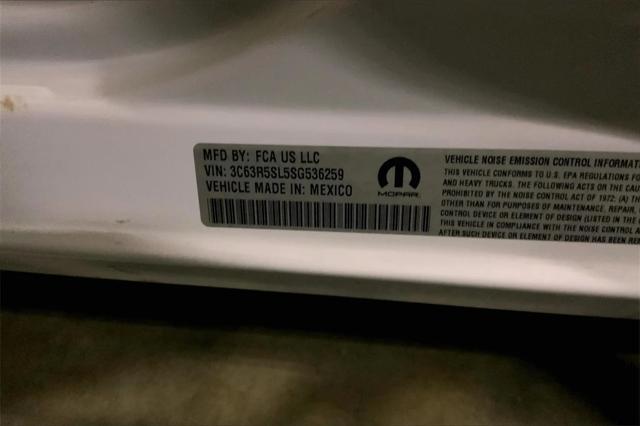 MFD BY: FCA US LLC
VIN: 3C63R5SL5SG536259
VEHICLE MADE IN: MEXICO
MOPAR
VEHICLE NOISE EMISSION CONTROL INFORMAT
THIS VEHICLE CONFORMS TO U.S. EPA REGULATIONS FO
AND HEAVY TRUCKS. THE FOLLOWING ACTS OR THE CAU
PROHIBITED BY THE NOISE CONTROL ACT OF 1972: (A) TH
OTHER THAN FOR PURPOSES OF MAINTENANCE, REPAIR,
CONTROL DEVICE OR ELEMENT OF DESIGN (LISTED IN THE
THIS VEHICLE IN COMPLIANCE WITH THE NOISE CONTROL A
AFTER SUCH DEVICE OR ELEMENT OF DESIGN HAS BEEN RE